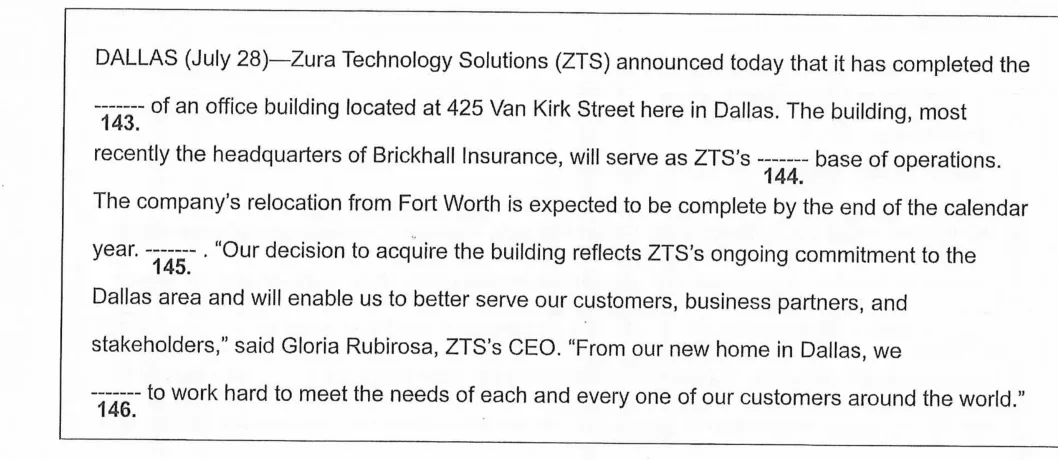 DALLAS (July 28)—Zura Technology Solutions (ZTS) announced today that it has completed the
------- of an office building located at 425 Van Kirk Street here in Dallas. The building, most
143.
recently the headquarters of Brickhall Insurance, will serve as ZTS's ------- base of operations.
144.
The company's relocation from Fort Worth is expected to be complete by the end of the calendar
year. ------- . “Our decision to acquire the building reflects ZTS's ongoing commitment to the
145.
Dallas area and will enable us to better serve our customers, business partners, and
stakeholders,” said Gloria Rubirosa, ZTS's CEO. “From our new home in Dallas, we
------- to work hard to meet the needs of each and every one of our customers around the world.”
146.